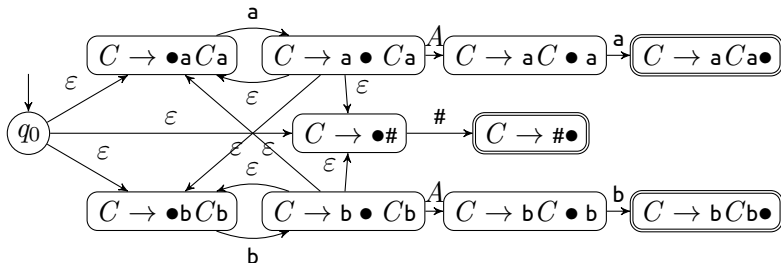 a
C → ●aCa
C → a ● Ca
A
C → aC ● a
a
C → aCa●
ε
ε
ε
q0
ε
C → ●#
#
C → #●
ε
ε
ε
ε
ε
C → ●bCb
C → b ● Cb
A
C → bC ● b
b
C → bCb●
b